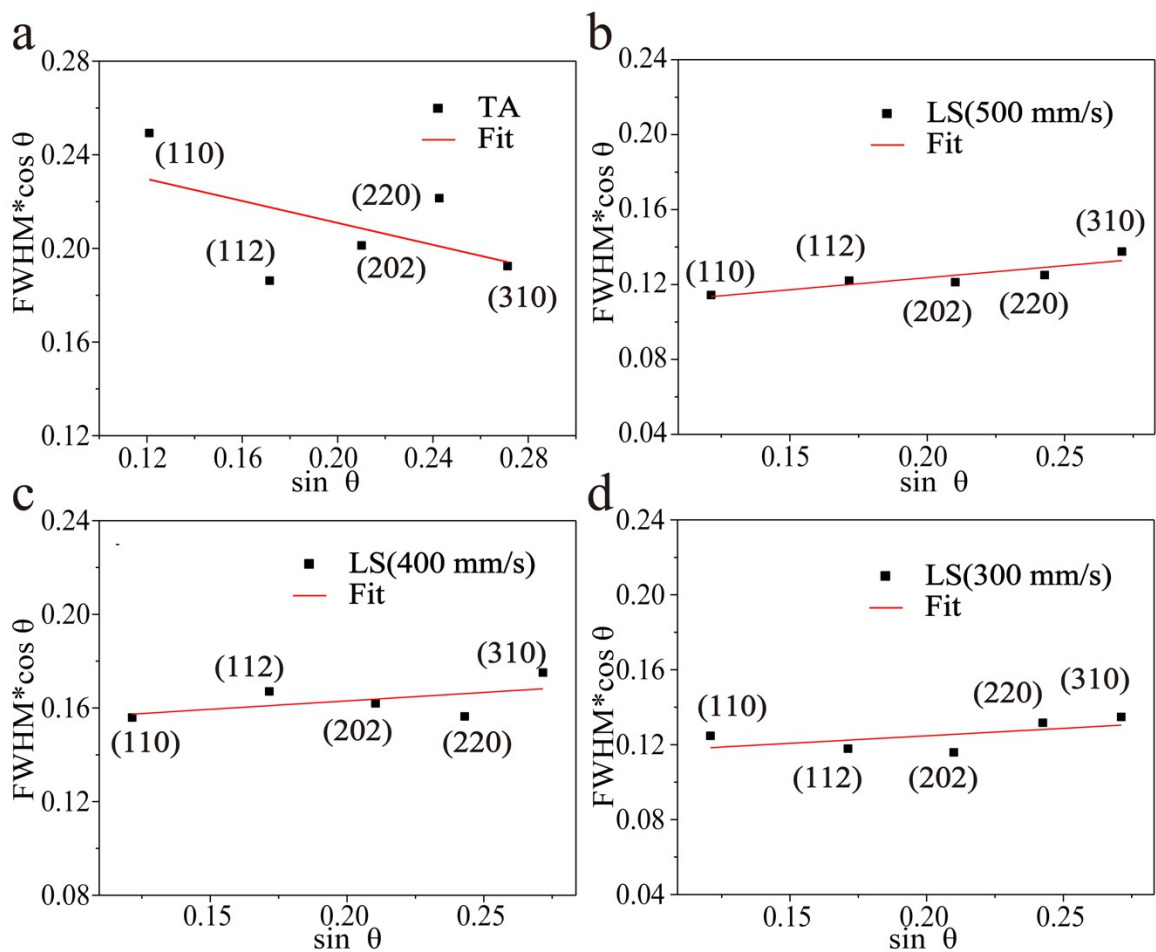 a
FWHM*cos θ
0.28
0.24
0.20
0.16
0.12
TA
Fit
(110)
(112)
(202)
(220)
(310)
0.12 0.16 0.20 0.24 0.28
sin θ
b
FWHM*cos θ
0.24
0.20
0.16
0.12
0.08
0.04
LS(500 mm/s)
Fit
(110)
(112)
(202)
(220)
(310)
0.15 0.20 0.25
sin θ
c
FWHM*cos θ
0.24
0.20
0.16
0.12
0.08
LS(400 mm/s)
Fit
(110)
(112)
(202)
(220)
(310)
0.15 0.20 0.25
sin θ
d
FWHM*cos θ
0.24
0.20
0.16
0.12
0.08
0.04
LS(300 mm/s)
Fit
(110)
(112)
(202)
(220)
(310)
0.15 0.20 0.25
sin θ